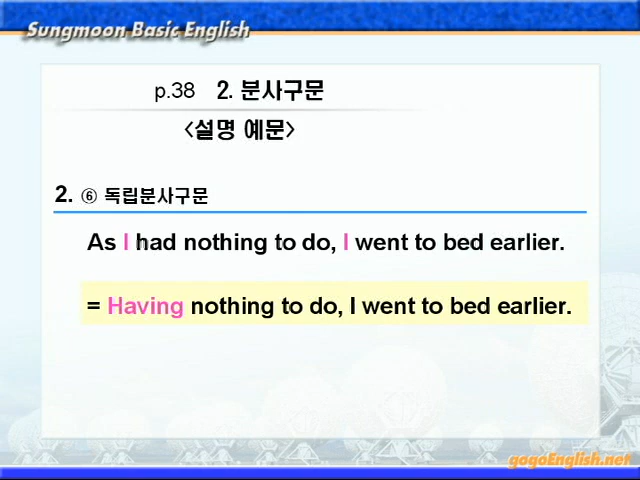 Sungmoon Basic English
p.38 2. 분사구문
<설명 예문>
2. ⑥ 독립분사구문
As I had nothing to do, I went to bed earlier.
= Having nothing to do, I went to bed earlier.
gogoEnglish.net